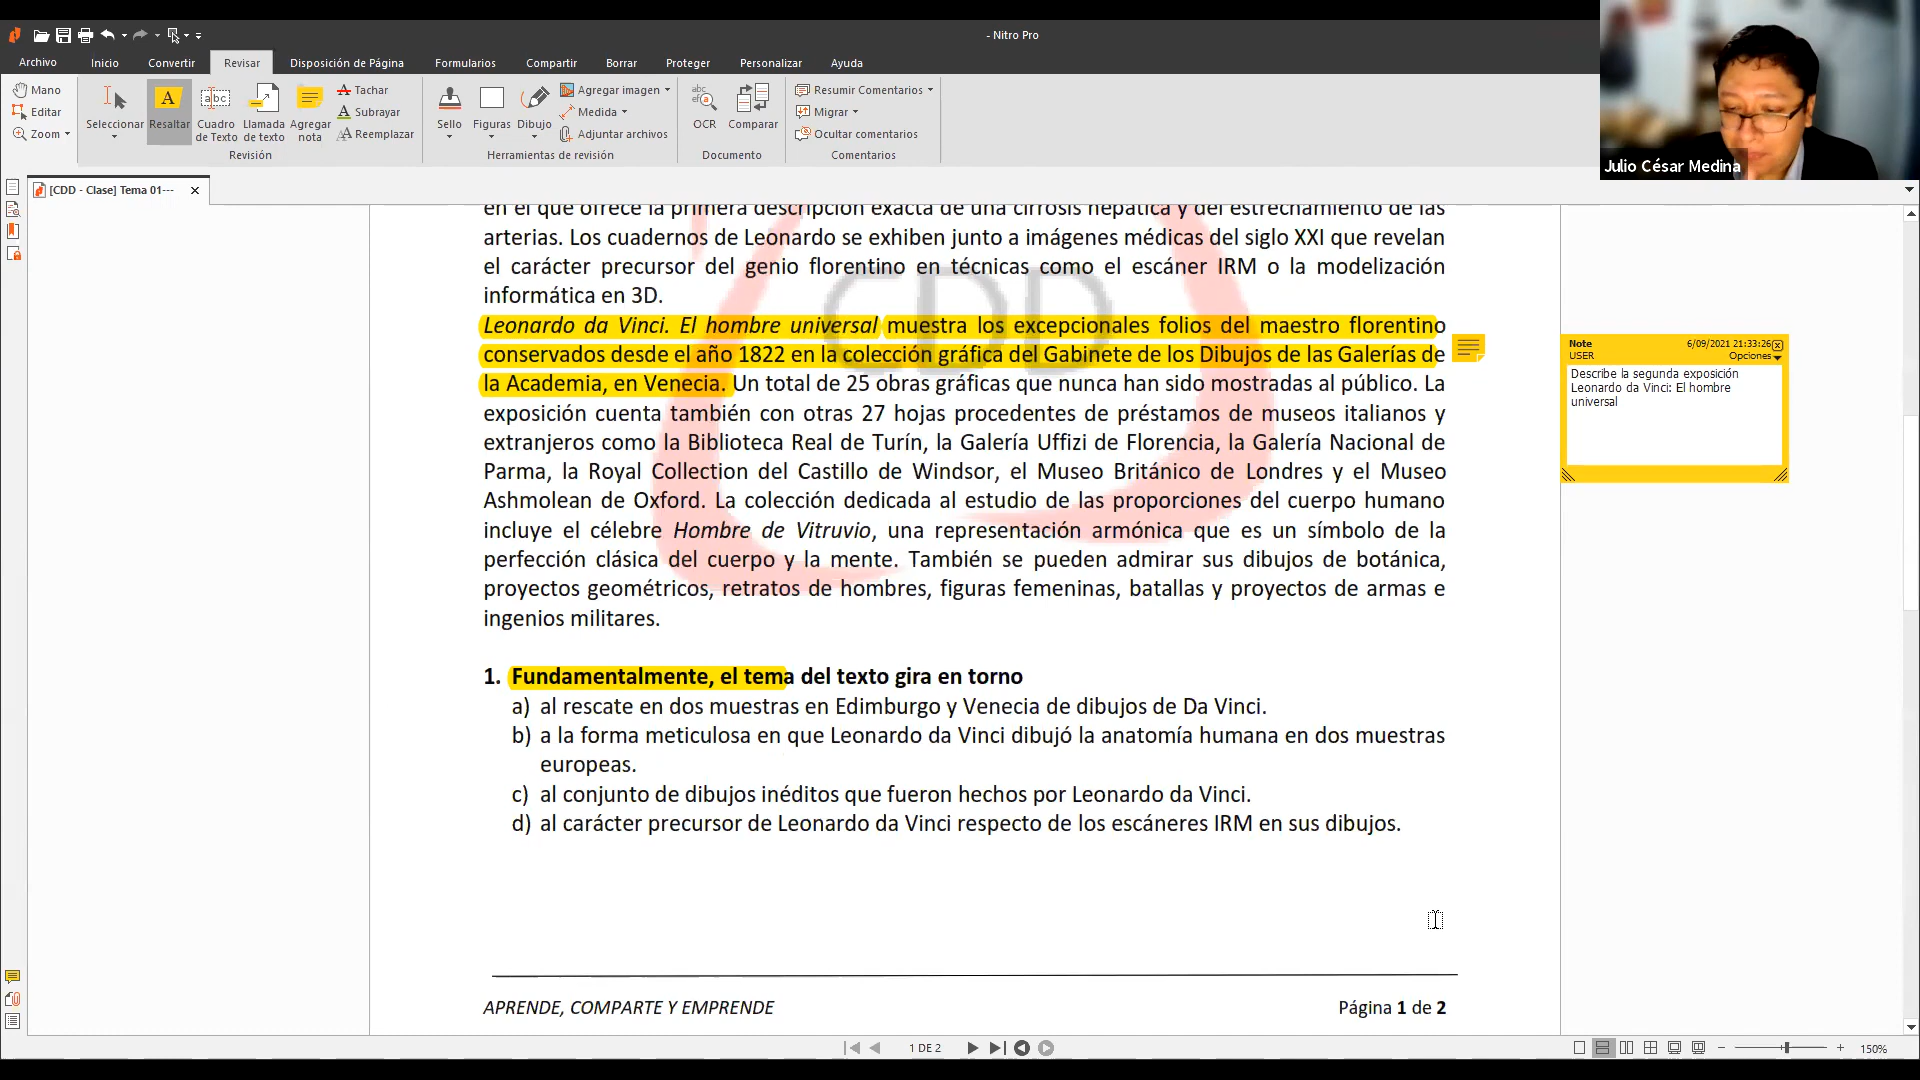 - Nitro Pro
Archivo Inicio Convertir Revisar Disposición de Página Formularios Compartir Borrar Proteger Personalizar Ayuda
Mano
Editar
Zoom
Seleccionar
Resaltar
Cuadro de Texto
Llamada de texto
Agregar nota
Tachar
Subrayar
Reemplazar
Revisión
Sello
Figuras
Dibujo
Agregar imagen
Medida
Adjuntar archivos
Herramientas de revisión
OCR
Comparar
Documento
Resumir Comentarios
Migrar
Ocultar comentarios
Comentarios
Julio César Medina
[CDD - Clase] Tema 01---
CDD
en el que ofrece la primera descripción exacta de una cirrosis hepática y del estrechamiento de las
arterias. Los cuadernos de Leonardo se exhiben junto a imágenes médicas del siglo XXI que revelan
el carácter precursor del genio florentino en técnicas como el escáner IRM o la modelización
informática en 3D.
Leonardo da Vinci. El hombre universal muestra los excepcionales folios del maestro florentino
conservados desde el año 1822 en la colección gráfica del Gabinete de los Dibujos de las Galerías de
la Academia, en Venecia. Un total de 25 obras gráficas que nunca han sido mostradas al público. La
exposición cuenta también con otras 27 hojas procedentes de préstamos de museos italianos y
extranjeros como la Biblioteca Real de Turín, la Galería Uffizi de Florencia, la Galería Nacional de
Parma, la Royal Collection del Castillo de Windsor, el Museo Británico de Londres y el Museo
Ashmolean de Oxford. La colección dedicada al estudio de las proporciones del cuerpo humano
incluye el célebre Hombre de Vitruvio, una representación armónica que es un símbolo de la
perfección clásica del cuerpo y la mente. También se pueden admirar sus dibujos de botánica,
proyectos geométricos, retratos de hombres, figuras femeninas, batallas y proyectos de armas e
ingenios militares.
Note 6/09/2021 21:33:26
USER Opciones
Describe la segunda exposición
Leonardo da Vinci: El hombre
universal
1. Fundamentalmente, el tema del texto gira en torno
a) al rescate en dos muestras en Edimburgo y Venecia de dibujos de Da Vinci.
b) a la forma meticulosa en que Leonardo da Vinci dibujó la anatomía humana en dos muestras
europeas.
c) al conjunto de dibujos inéditos que fueron hechos por Leonardo da Vinci.
d) al carácter precursor de Leonardo da Vinci respecto de los escáneres IRM en sus dibujos.
APRENDE, COMPARTE Y EMPRENDE Página 1 de 2
1 DE 2
150%